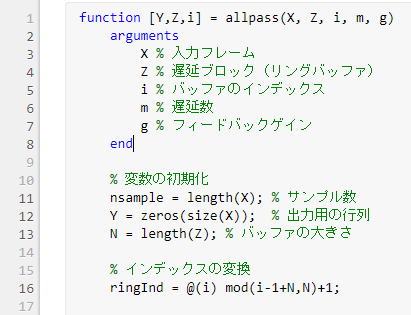 1 function [Y,Z,i] = allpass(X, Z, i, m, g)
2 arguments
3 X % 入力フレーム
4 Z % 遅延ブロック（リングバッファ）
5 i % バッファのインデックス
6 m % 遅延数
7 g % フィードバックゲイン
8 end
9
10 % 変数の初期化
11 nsample = length(X); % サンプル数
12 Y = zeros(size(X)); % 出力用の行列
13 N = length(Z); % バッファの大きさ
14
15 % インデックスの変換
16 ringInd = @(i) mod(i-1+N,N)+1;
17